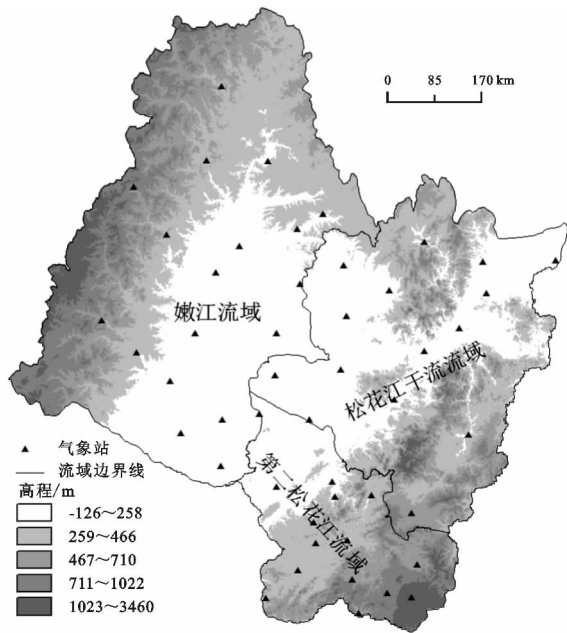 0 85 170 km
嫩江流域
松花江干流流域
第二松花江流域
气象站
流域边界线
高程/m
-126～258
259～466
467～710
711～1022
1023～3460